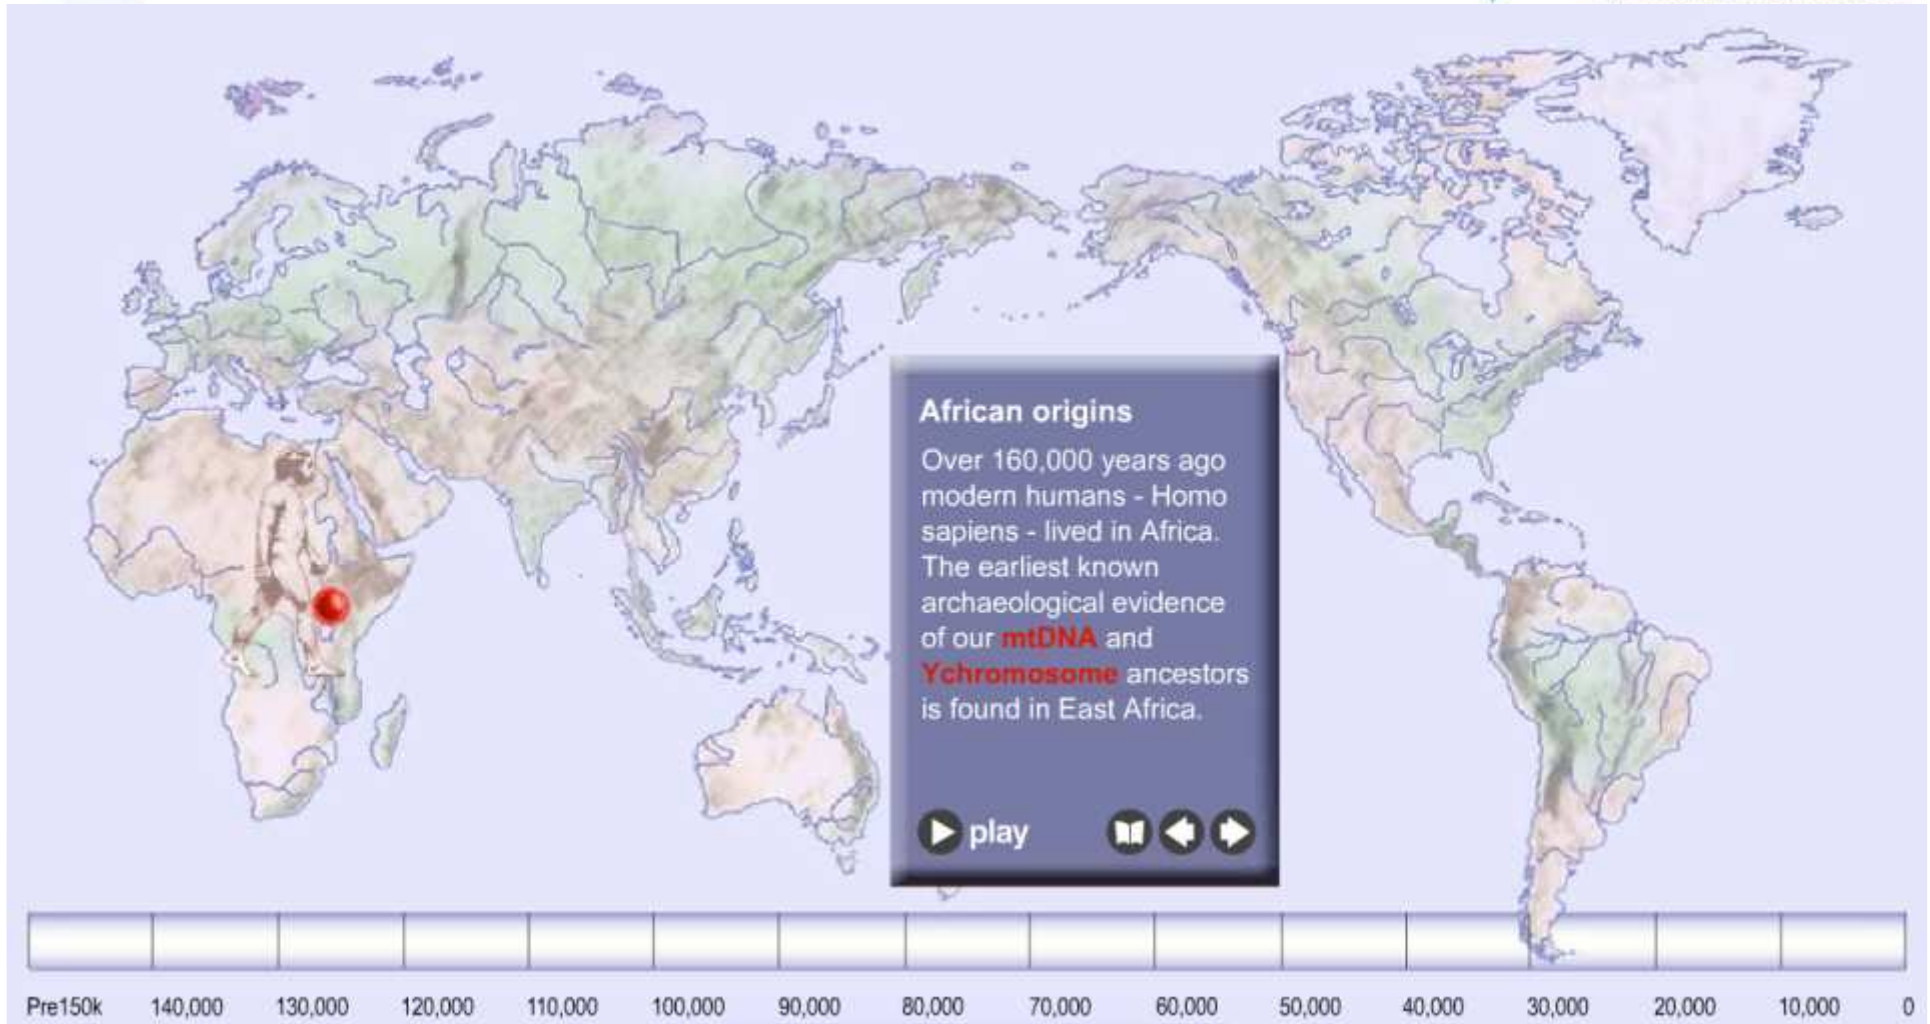 African origins
Over 160,000 years ago
modern humans - Homo
sapiens - lived in Africa.
The earliest known
archaeological evidence
of our mtDNA and
Ychromosome ancestors
is found in East Africa.
play
Pre150k 140,000 130,000 120,000 110,000 100,000 90,000 80,000 70,000 60,000 50,000 40,000 30,000 20,000 10,000 0